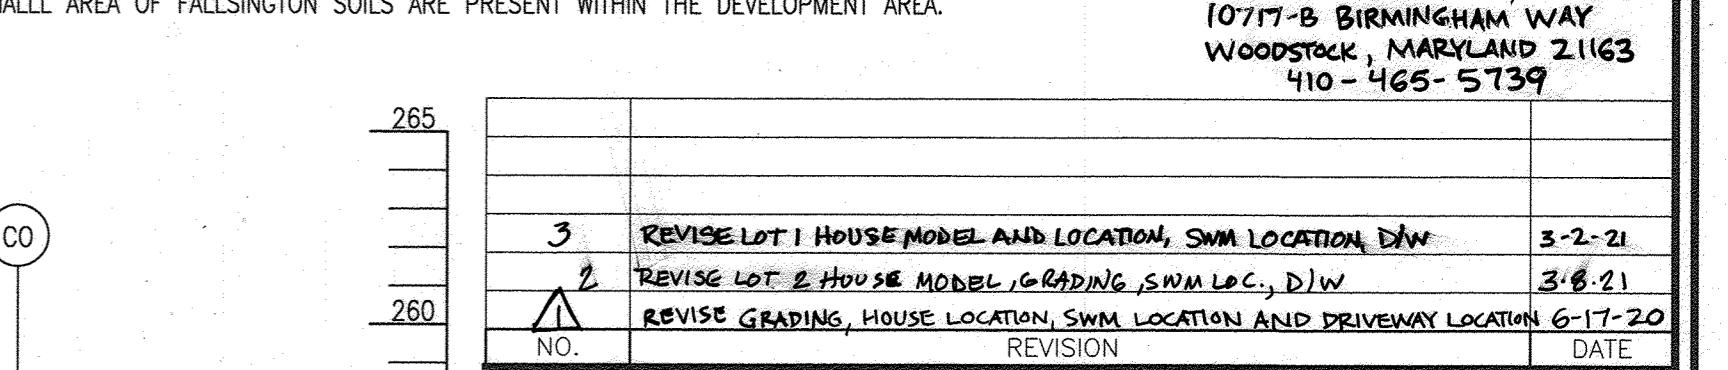 SMALLL AREA OF FALLSINGTON SOILS ARE PRESENT WITHIN THE DEVELOPMENT AREA.
10717-B BIRMINGHAM WAY
WOODSTOCK, MARYLAND 21163
410-465-5739
265
CO
3 REVISE LOT 1 HOUSE MODEL AND LOCATION, SWM LOCATION, D/W 3-2-21
2 REVISE LOT 2 HOUSE MODEL, GRADING, SWM LOC., D/W 3.8.21
260
1 REVISE GRADING, HOUSE LOCATION, SWM LOCATION AND DRIVEWAY LOCATION 6-17-20
NO. REVISION DATE